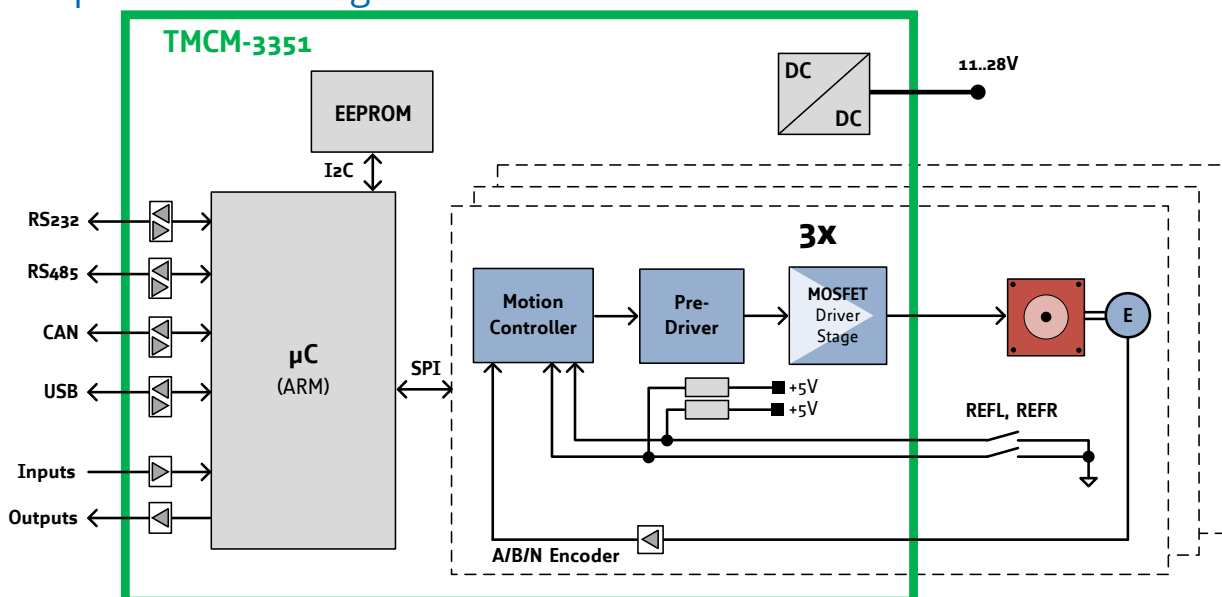 TMCM-3351
DC
DC
11..28V
EEPROM
I2C
RS232
RS485
CAN
USB
Inputs
Outputs
µC
(ARM)
SPI
3x
Motion
Controller
Pre-
Driver
MOSFET
Driver
Stage
E
+5V
+5V
REFL, REFR
A/B/N Encoder